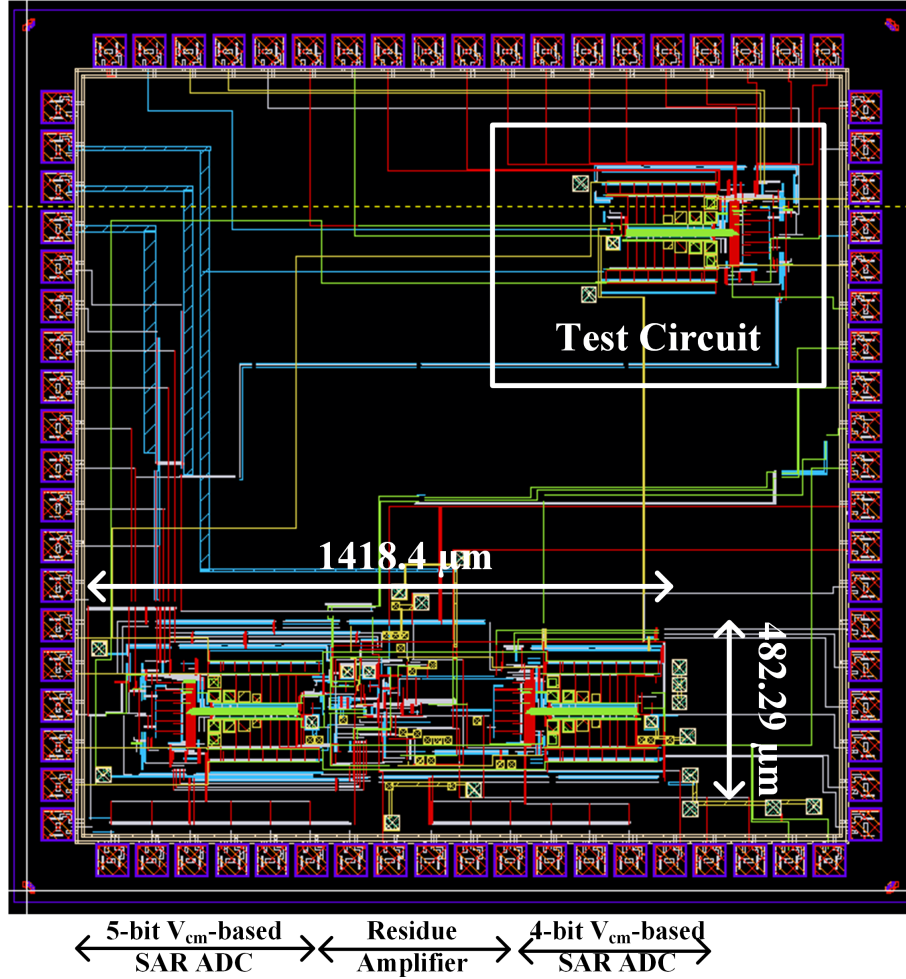 Test Circuit
1418.4 μm
482.29 μm
5-bit Vcm-based
SAR ADC
Residue
Amplifier
4-bit Vcm-based
SAR ADC